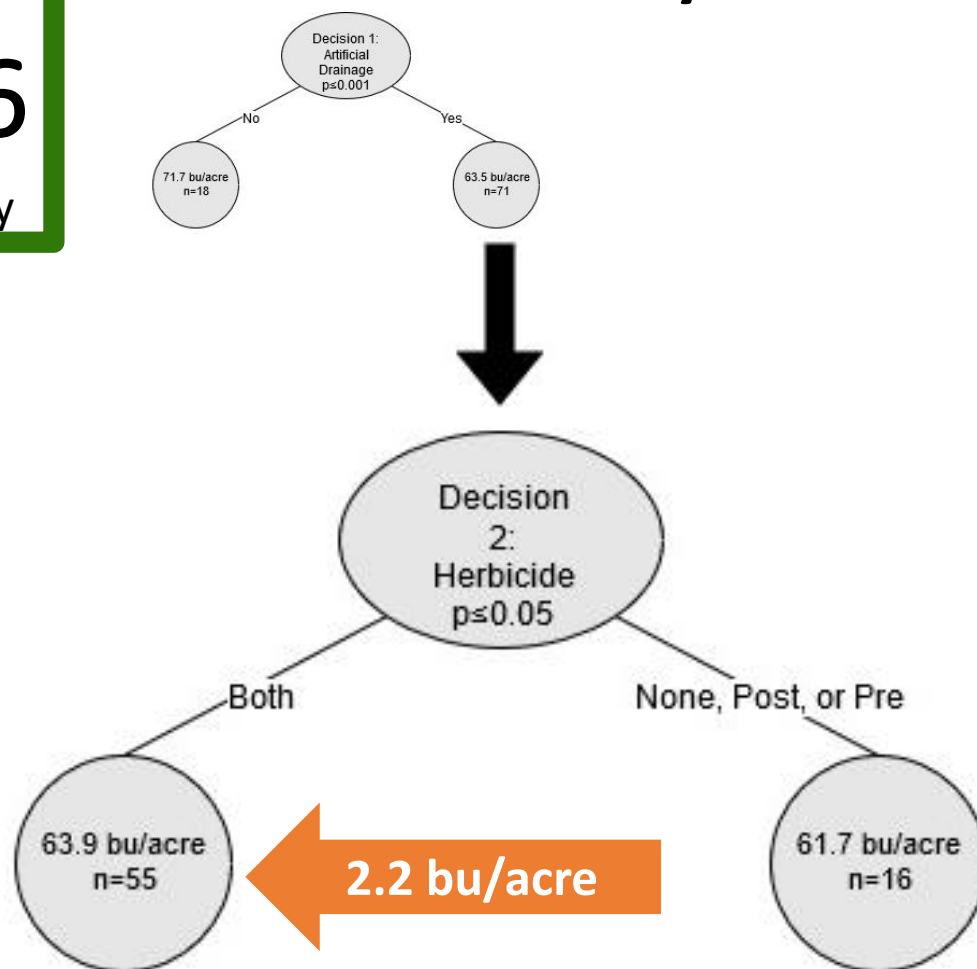 6
y
Decision 1:
Artificial
Drainage
p≤0.001
No
Yes
71.7 bu/acre
n=18
63.5 bu/acre
n=71
Decision
2:
Herbicide
p≤0.05
Both
None, Post, or Pre
63.9 bu/acre
n=55
2.2 bu/acre
61.7 bu/acre
n=16